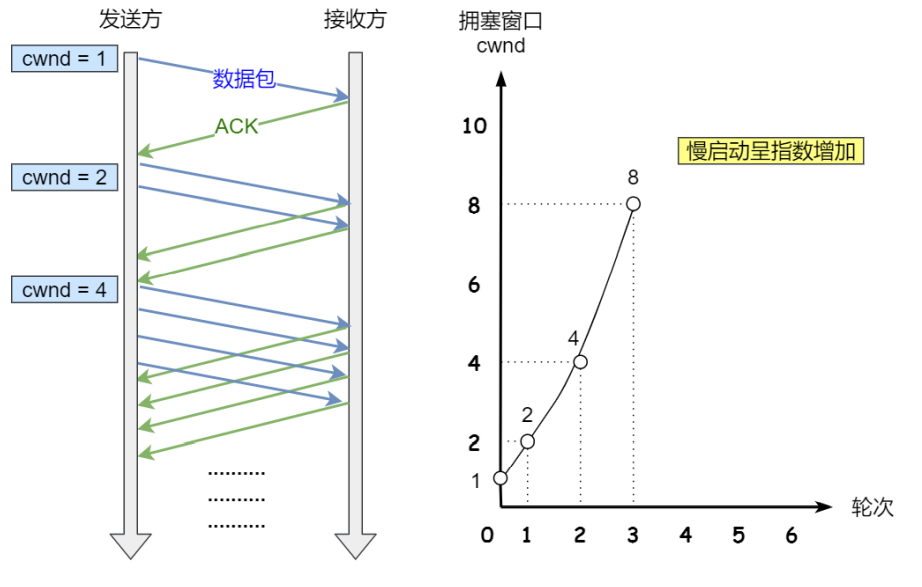 发送方
接收方
cwnd = 1
数据包
ACK
cwnd = 2
cwnd = 4
..........
..........
..........
拥塞窗口
cwnd
慢启动呈指数增加
10
8
6
4
2
1
2
4
8
0 1 2 3 4 5 6
轮次